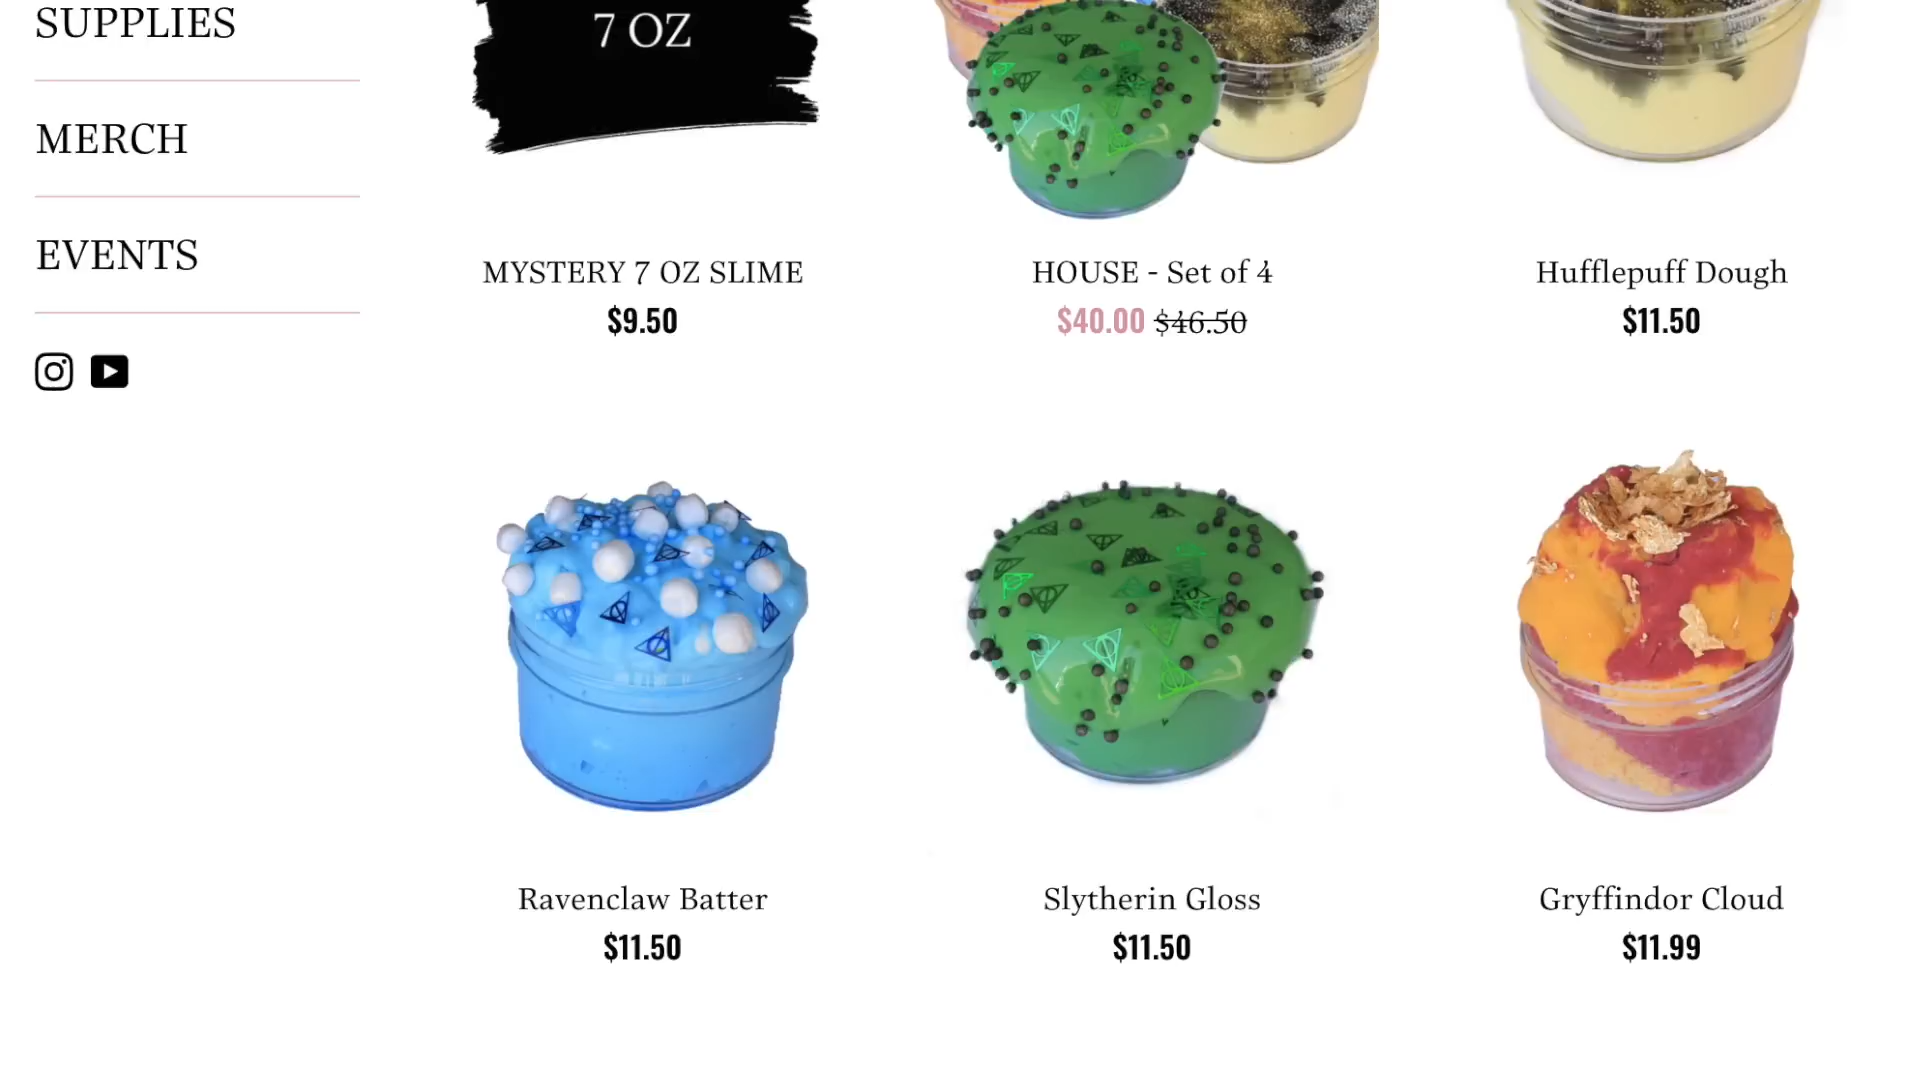 SUPPLIES
MERCH
EVENTS
7 OZ
MYSTERY 7 OZ SLIME
$9.50
HOUSE - Set of 4
$40.00 $46.50
Hufflepuff Dough
$11.50
Ravenclaw Batter
$11.50
Slytherin Gloss
$11.50
Gryffindor Cloud
$11.99